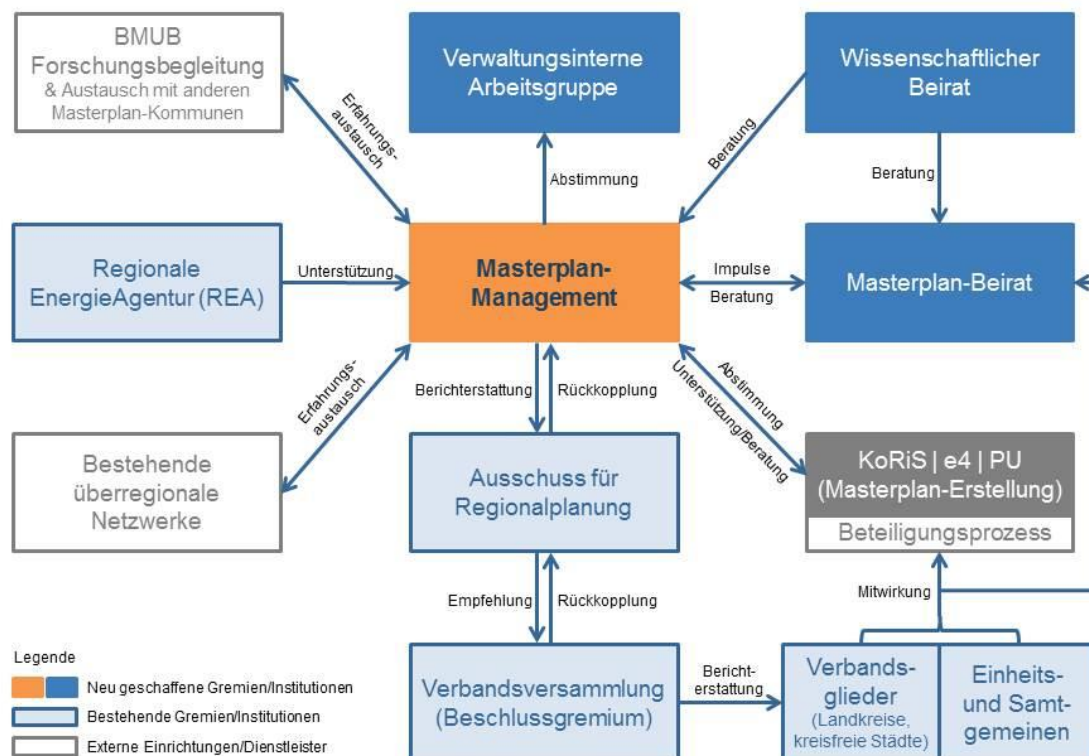 BMUB
Forschungsbegleitung
& Austausch mit anderen
Masterplan-Kommunen
Verwaltungsinterne
Arbeitsgruppe
Wissenschaftlicher
Beirat
Erfahrungs-
austausch
Abstimmung
Beratung
Beratung
Regionale
EnergieAgentur (REA)
Unterstützung
Masterplan-
Management
Impulse
Beratung
Masterplan-Beirat
Erfahrungs-
austausch
Berichterstattung
Rückkopplung
Abstimmung
Unterstützung/Beratung
Bestehende
überregionale
Netzwerke
Ausschuss für
Regionalplanung
KoRiS | e4 | PU
(Masterplan-Erstellung)
Beteiligungsprozess
Empfehlung
Rückkopplung
Mitwirkung
Legende
Neu geschaffene Gremien/Institutionen
Bestehende Gremien/Institutionen
Externe Einrichtungen/Dienstleister
Verbandsversammlung
(Beschlussgremium)
Bericht-
erstattung
Verbands-
glieder
(Landkreise,
kreisfreie Städte)
Einheits-
und Samt-
gemeinen